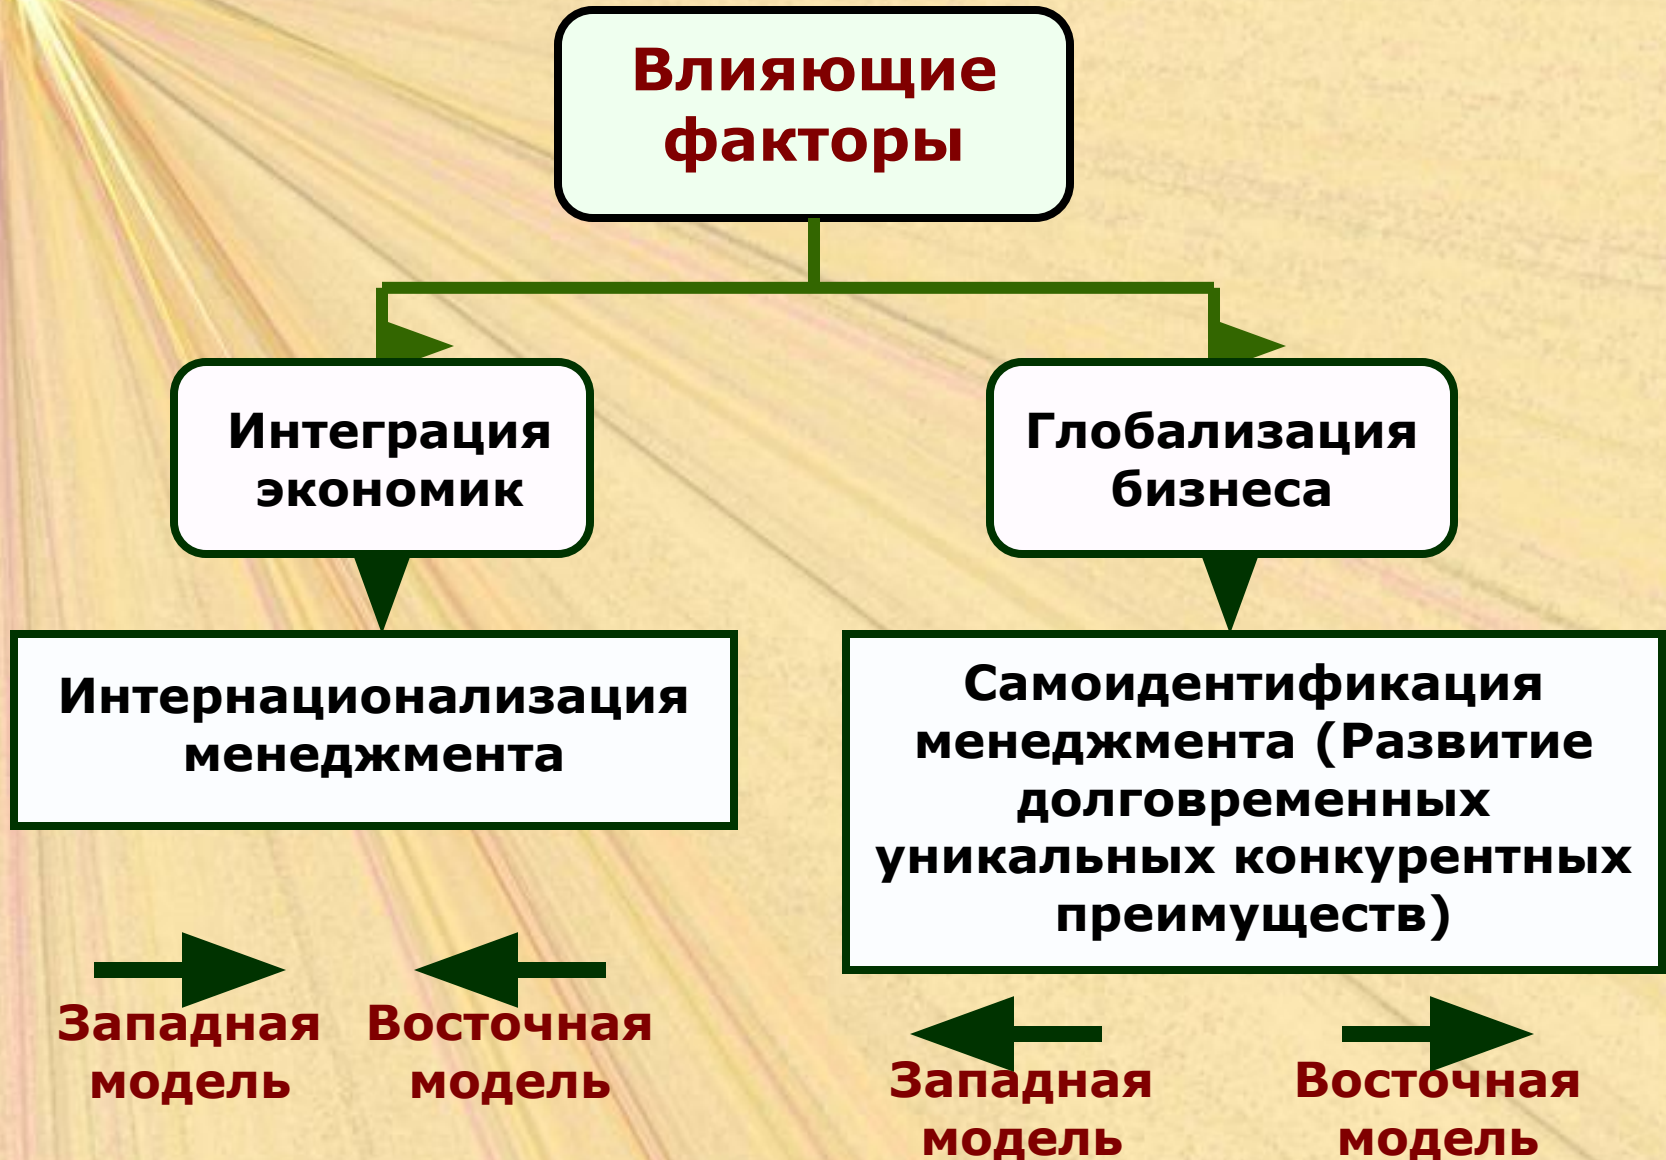 Влияющие
факторы
Интеграция
экономик
Глобализация
бизнеса
Интернационализация
менеджмента
Самоидентификация
менеджмента (Развитие
долговременных
уникальных конкурентных
преимуществ)
Западная
модель
Восточная
модель
Западная
модель
Восточная
модель